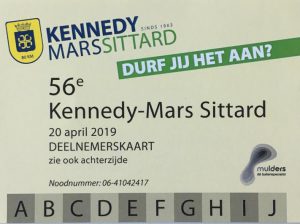 KENNEDY
SINDS 1963
MARSSITTARD
DURF JIJ HET AAN?
56e
Kennedy-Mars Sittard
20 april 2019
DEELNEMERSKAART
zie ook achterzijde
mulders
Noodnummer: 06-41042417
A B C D E F G H I J